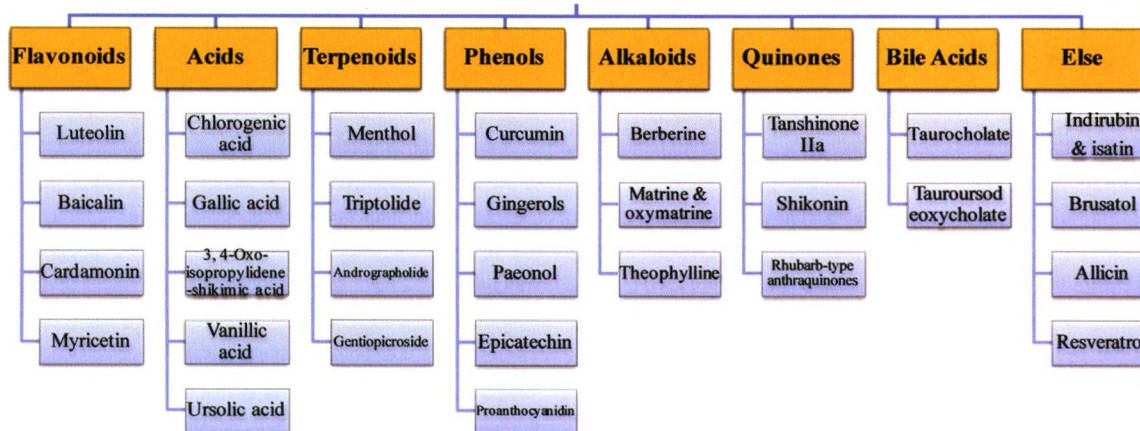 Flavonoids
Luteolin
Baicalin
Cardamonin
Myricetin
Acids
Chlorogenic
acid
Gallic acid
3, 4-Oxo-
isopropylidene
-shikimic acid
Vanillic
acid
Ursolic acid
Terpenoids
Menthol
Triptolide
Andrographolide
Gentiopicroside
Phenols
Curcumin
Gingerols
Paeonol
Epicatechin
Proanthocyanidin
Alkaloids
Berberine
Matrine &
oxymatrine
Theophylline
Quinones
Tanshinone
IIa
Shikonin
Rhubarb-type
anthraquinones
Bile Acids
Taurocholate
Tauroursod
eoxycholate
Else
Indirubin
& isatin
Brusatol
Allicin
Resveratro